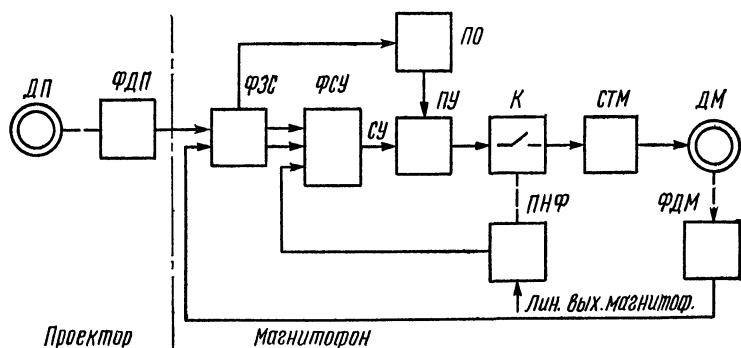 ПО
ДП
ФДП
ФЗС
ФСУ
СУ
ПУ
К
СТМ
ДМ
ПНФ
ФДМ
Лин. вых. магнитоф.
Проектор
Магнитофон